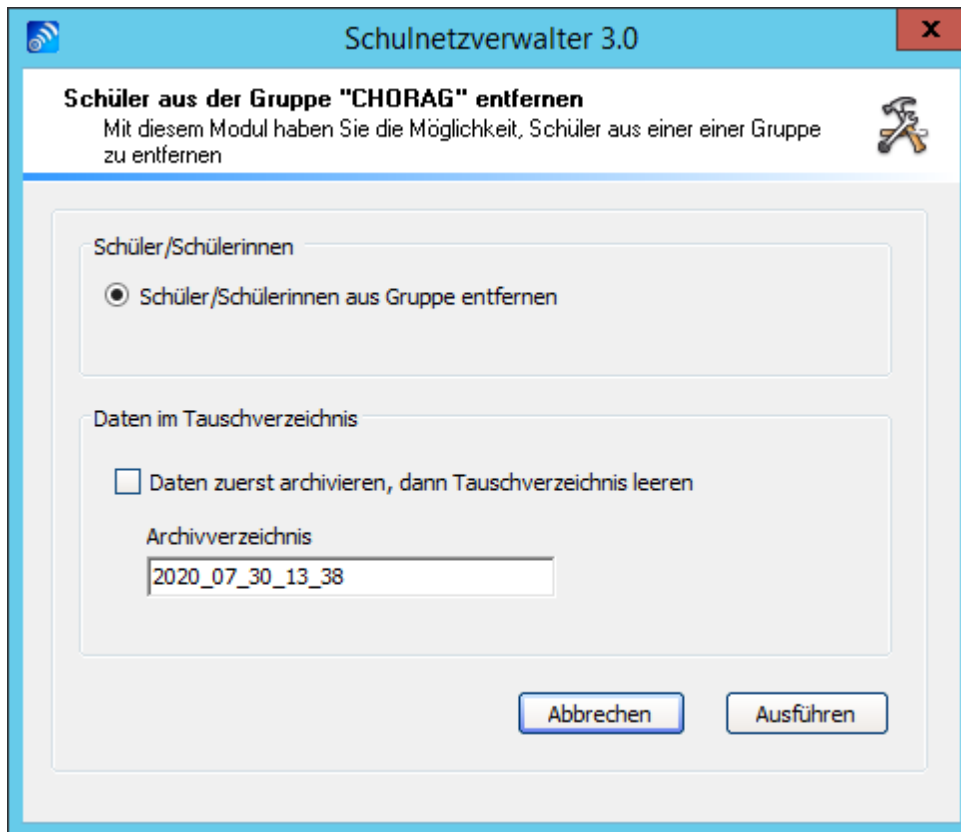 Schulnetzverwalter 3.0
x
Schüler aus der Gruppe "CHORAG" entfernen
Mit diesem Modul haben Sie die Möglichkeit, Schüler aus einer einer Gruppe
zu entfernen
Schüler/Schülerinnen
Schüler/Schülerinnen aus Gruppe entfernen
Daten im Tauschverzeichnis
Daten zuerst archivieren, dann Tauschverzeichnis leeren
Archivverzeichnis
2020_07_30_13_38
Abbrechen Ausführen